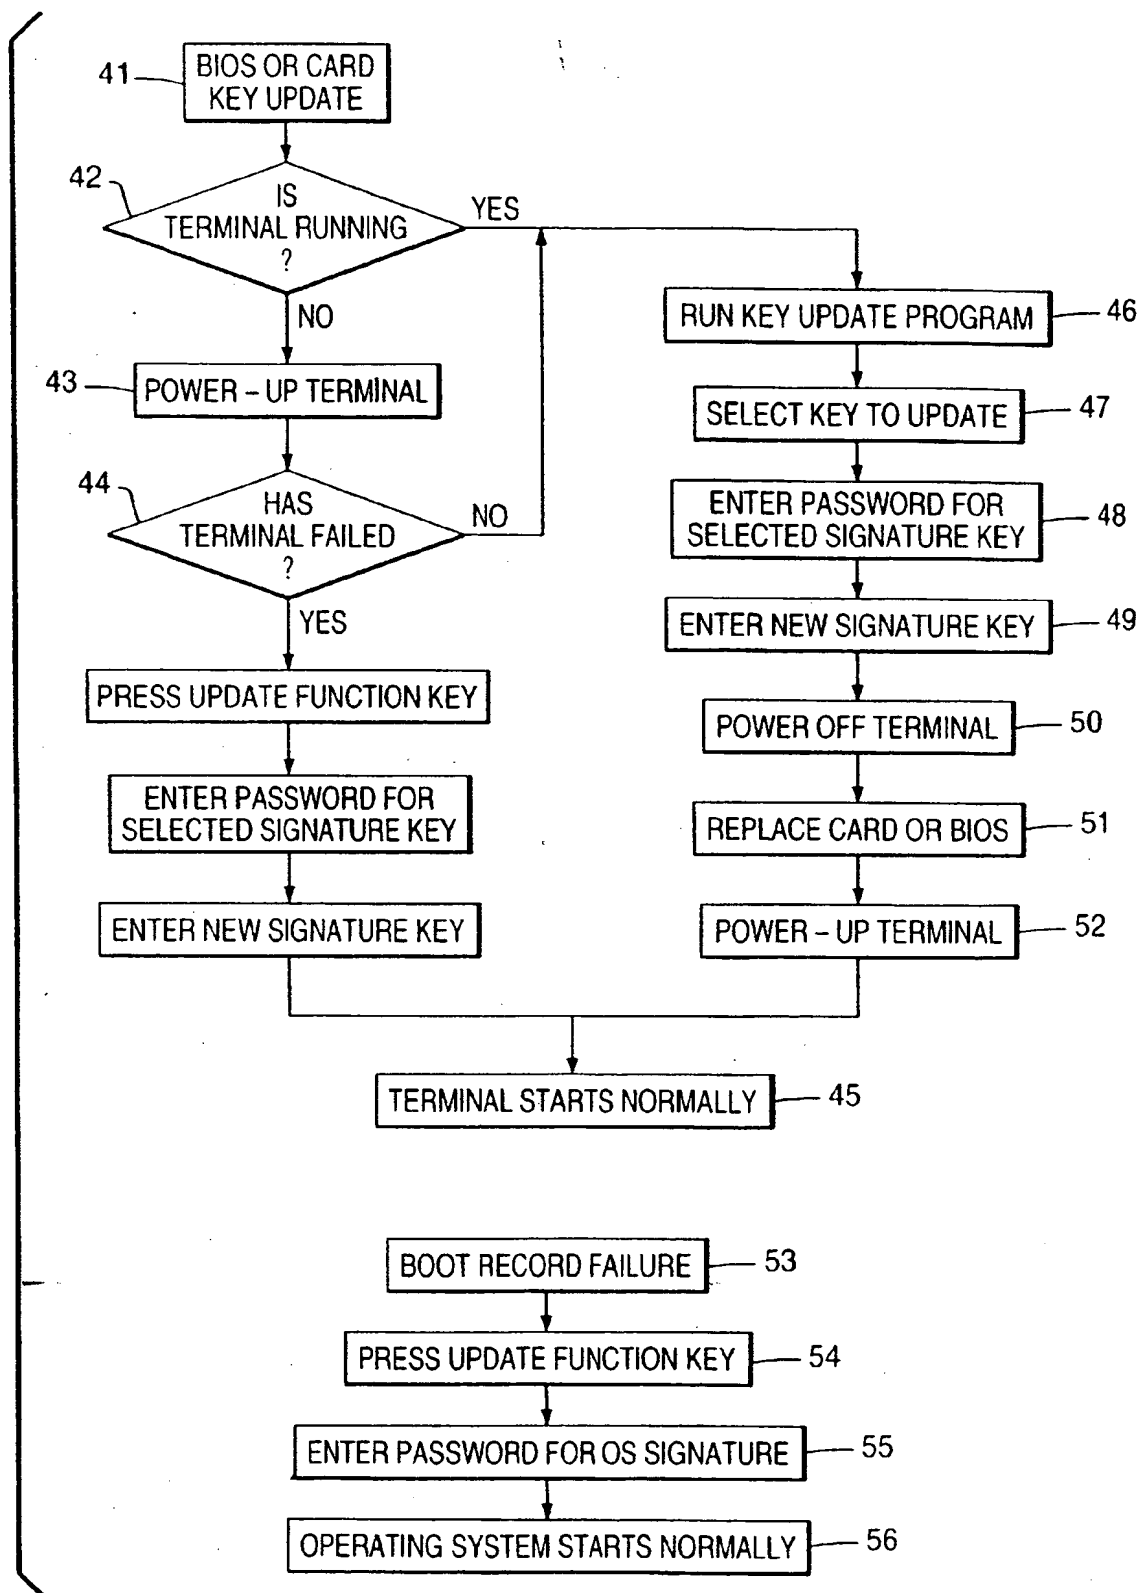 41
BIOS OR CARD
KEY UPDATE
42
IS
TERMINAL RUNNING
?
YES
NO
43
POWER – UP TERMINAL
44
HAS
TERMINAL FAILED
?
NO
YES
PRESS UPDATE FUNCTION KEY
ENTER PASSWORD FOR
SELECTED SIGNATURE KEY
ENTER NEW SIGNATURE KEY
RUN KEY UPDATE PROGRAM
46
SELECT KEY TO UPDATE
47
ENTER PASSWORD FOR
SELECTED SIGNATURE KEY
48
ENTER NEW SIGNATURE KEY
49
POWER OFF TERMINAL
50
REPLACE CARD OR BIOS
51
POWER – UP TERMINAL
52
TERMINAL STARTS NORMALLY
45
BOOT RECORD FAILURE
53
PRESS UPDATE FUNCTION KEY
54
ENTER PASSWORD FOR OS SIGNATURE
55
OPERATING SYSTEM STARTS NORMALLY
56